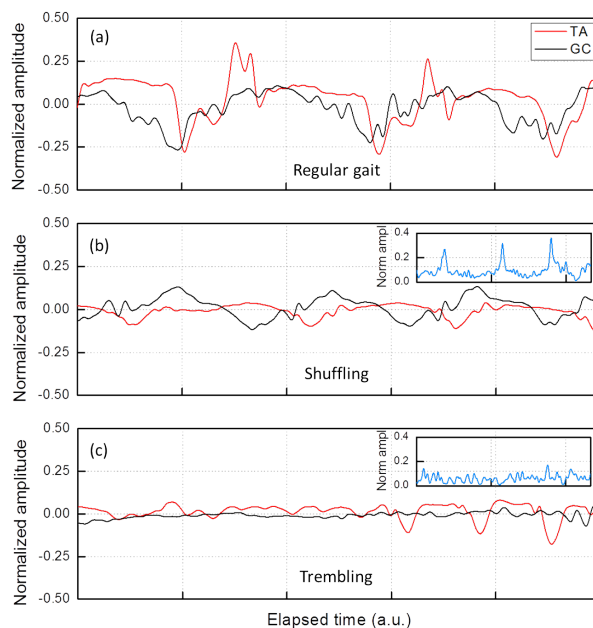 (a)
TA
GC
0.50
0.25
0.00
-0.25
-0.50
Normalized amplitude
Regular gait
(b)
0.50
0.25
0.00
-0.25
-0.50
Normalized amplitude
Norm ampl
0.4
0.2
0.0
Shuffling
(c)
0.50
0.25
0.00
-0.25
-0.50
Normalized amplitude
Norm ampl
0.4
0.2
0.0
Trembling
Elapsed time (a.u.)